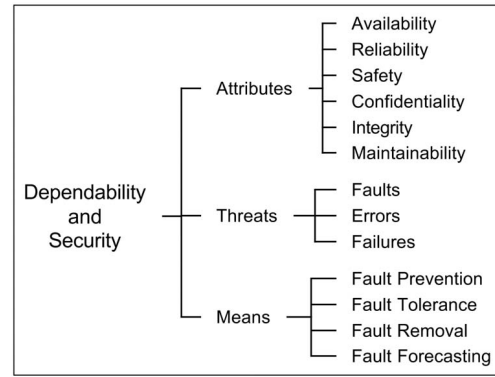 Dependability
and
Security
Attributes
Availability
Reliability
Safety
Confidentiality
Integrity
Maintainability
Threats
Faults
Errors
Failures
Means
Fault Prevention
Fault Tolerance
Fault Removal
Fault Forecasting